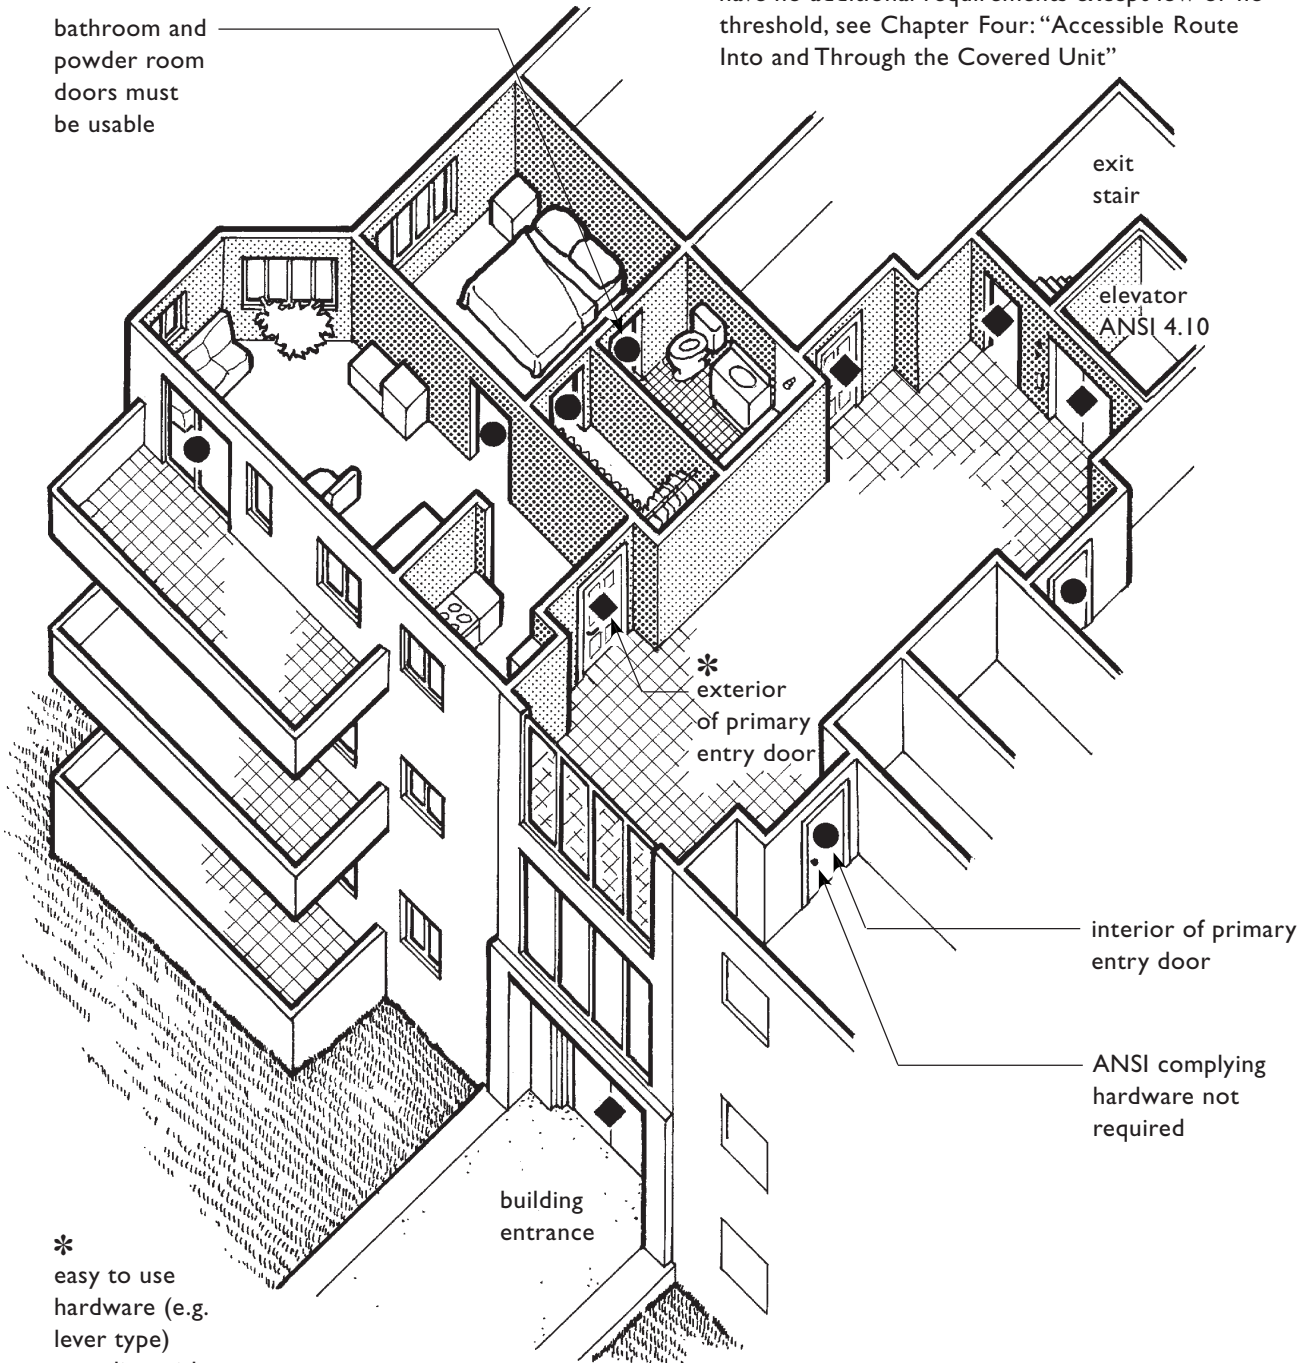 bathroom and
powder room
doors must
be usable
threshold, see Chapter Four: “Accessible Route
Into and Through the Covered Unit”
exit
stair
elevator
ANSI 4.10
*
exterior
of primary
entry door
interior of primary
entry door
ANSI complying
hardware not
required
building
entrance
*
easy to use
hardware (e.g.
lever type)